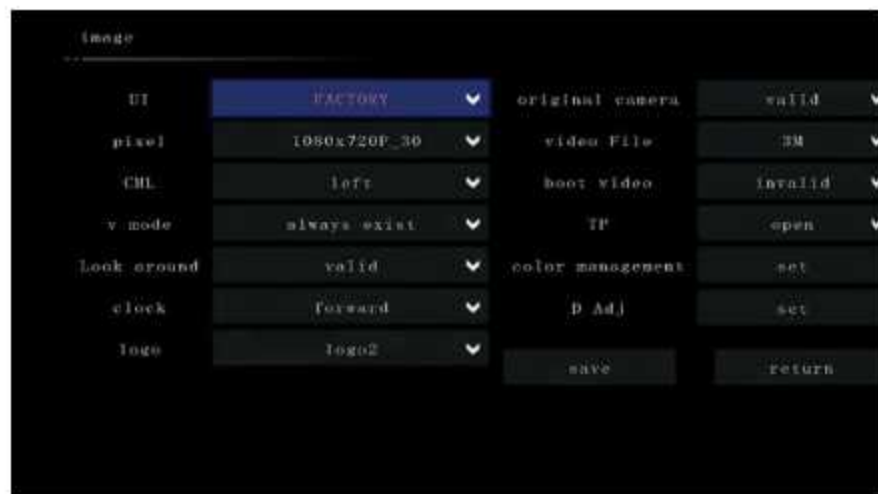 image
UI FACTORY original camera valid
pixel 1080x720P_30 video File 3M
CHL left boot video invalid
v mode always exist TP open
Look around valid color management set
clock forward D Adj set
logo logo2
save return